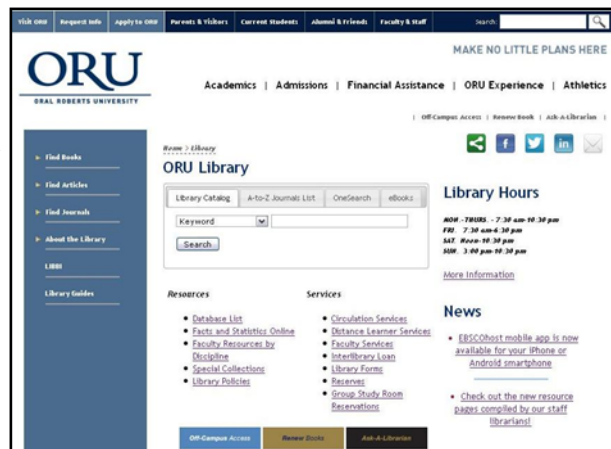 Visit ORU Request Info Apply to ORU Parents & Visitors Current Students Alumni & Friends Faculty & Staff Search:
MAKE NO LITTLE PLANS HERE
ORU
ORAL ROBERTS UNIVERSITY
Academics | Admissions | Financial Assistance | ORU Experience | Athletics
| Off-Campus Access | Renew Book | Ask-A-Librarian |
Find Books
Find Articles
Find Journals
About the Library
LIBBI
Library Guides
Home > Library
ORU Library
Library Catalog A-to-Z Journals List OneSearch eBooks
Keyword
Search
Resources
Database List
Facts and Statistics Online
Faculty Resources by
Discipline
Special Collections
Library Policies
Services
Circulation Services
Distance Learner Services
Faculty Services
Interlibrary Loan
Library Forms
Reserves
Group Study Room
Reservations
Library Hours
MON.-THURS. - 7:30 am-10:30 pm
FRI. 7:30 am-6:30 pm
SAT. Noon-10:30 pm
SUN. 3:00 pm-10:30 pm
More Information
News
EBSCOhost mobile app is now
available for your iPhone or
Android smartphone
Check out the new resource
pages compiled by our staff
librarians!
Off-Campus Access Renew Books Ask-A-Librarian